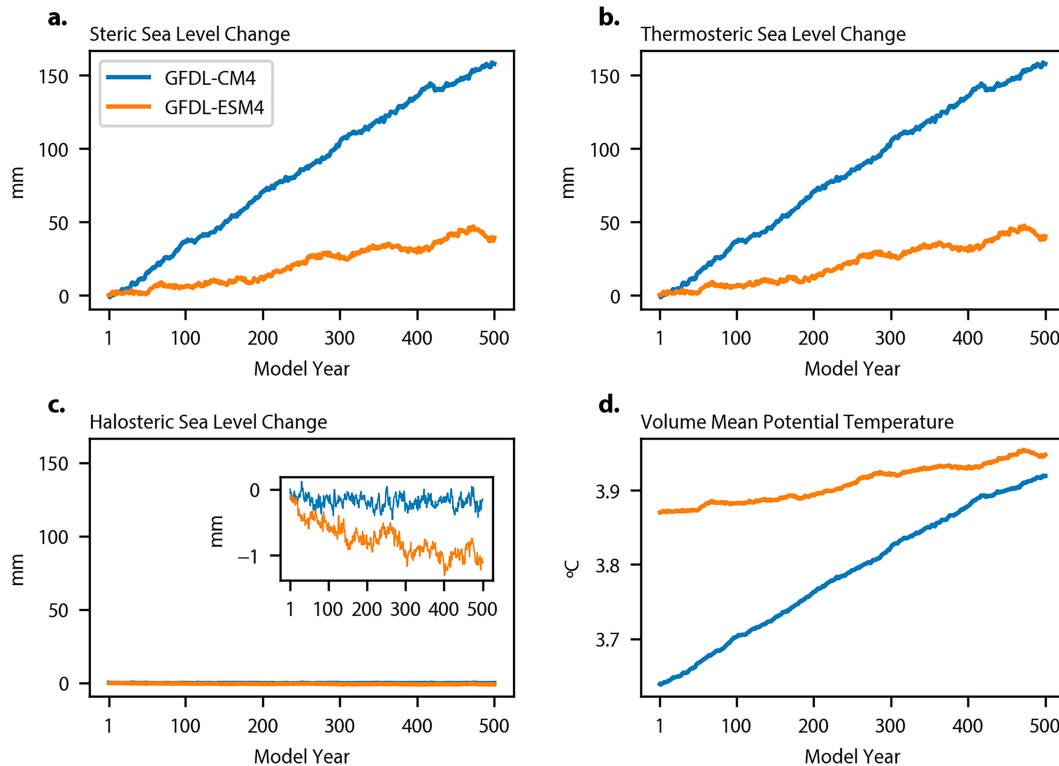 a.
Steric Sea Level Change
150
100
50
0
mm
GFDL-CM4
GFDL-ESM4
1 100 200 300 400 500
Model Year
b.
Thermosteric Sea Level Change
150
100
50
0
mm
1 100 200 300 400 500
Model Year
c.
Halosteric Sea Level Change
150
100
50
0
mm
0
−1
mm
1 100 200 300 400 500
1 100 200 300 400 500
Model Year
d.
Volume Mean Potential Temperature
3.9
3.8
3.7
ºC
1 100 200 300 400 500
Model Year